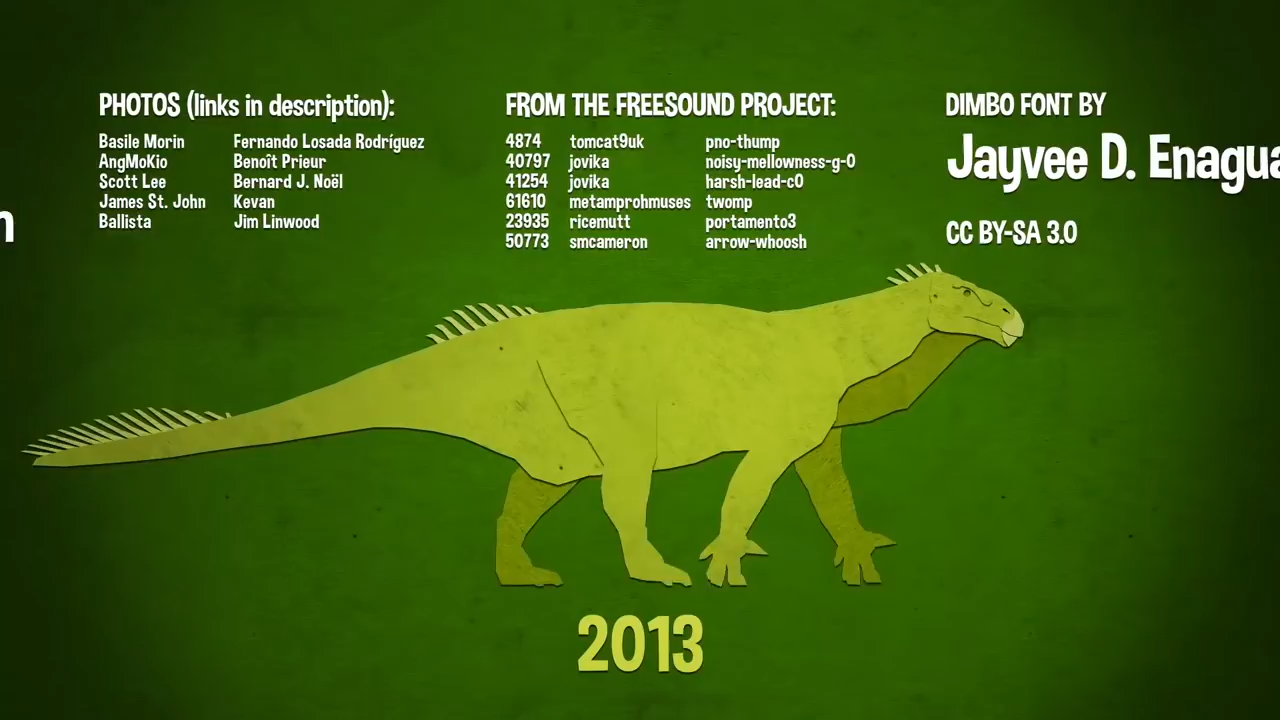 PHOTOS (links in description):
Basile Morin Fernando Losada Rodríguez
AngMoKio Benoît Prieur
Scott Lee Bernard J. Noël
James St. John Kevan
Ballista Jim Linwood
FROM THE FREESOUND PROJECT:
4874 tomcat9uk pno-thump
40797 jovika noisy-mellowness-g-0
41254 jovika harsh-lead-c0
61610 metamprohmuses twomp
23935 ricemutt portamento3
50773 smcameron arrow-whoosh
DIMBO FONT BY
Jayvee D. Enagua
CC BY-SA 3.0
2013